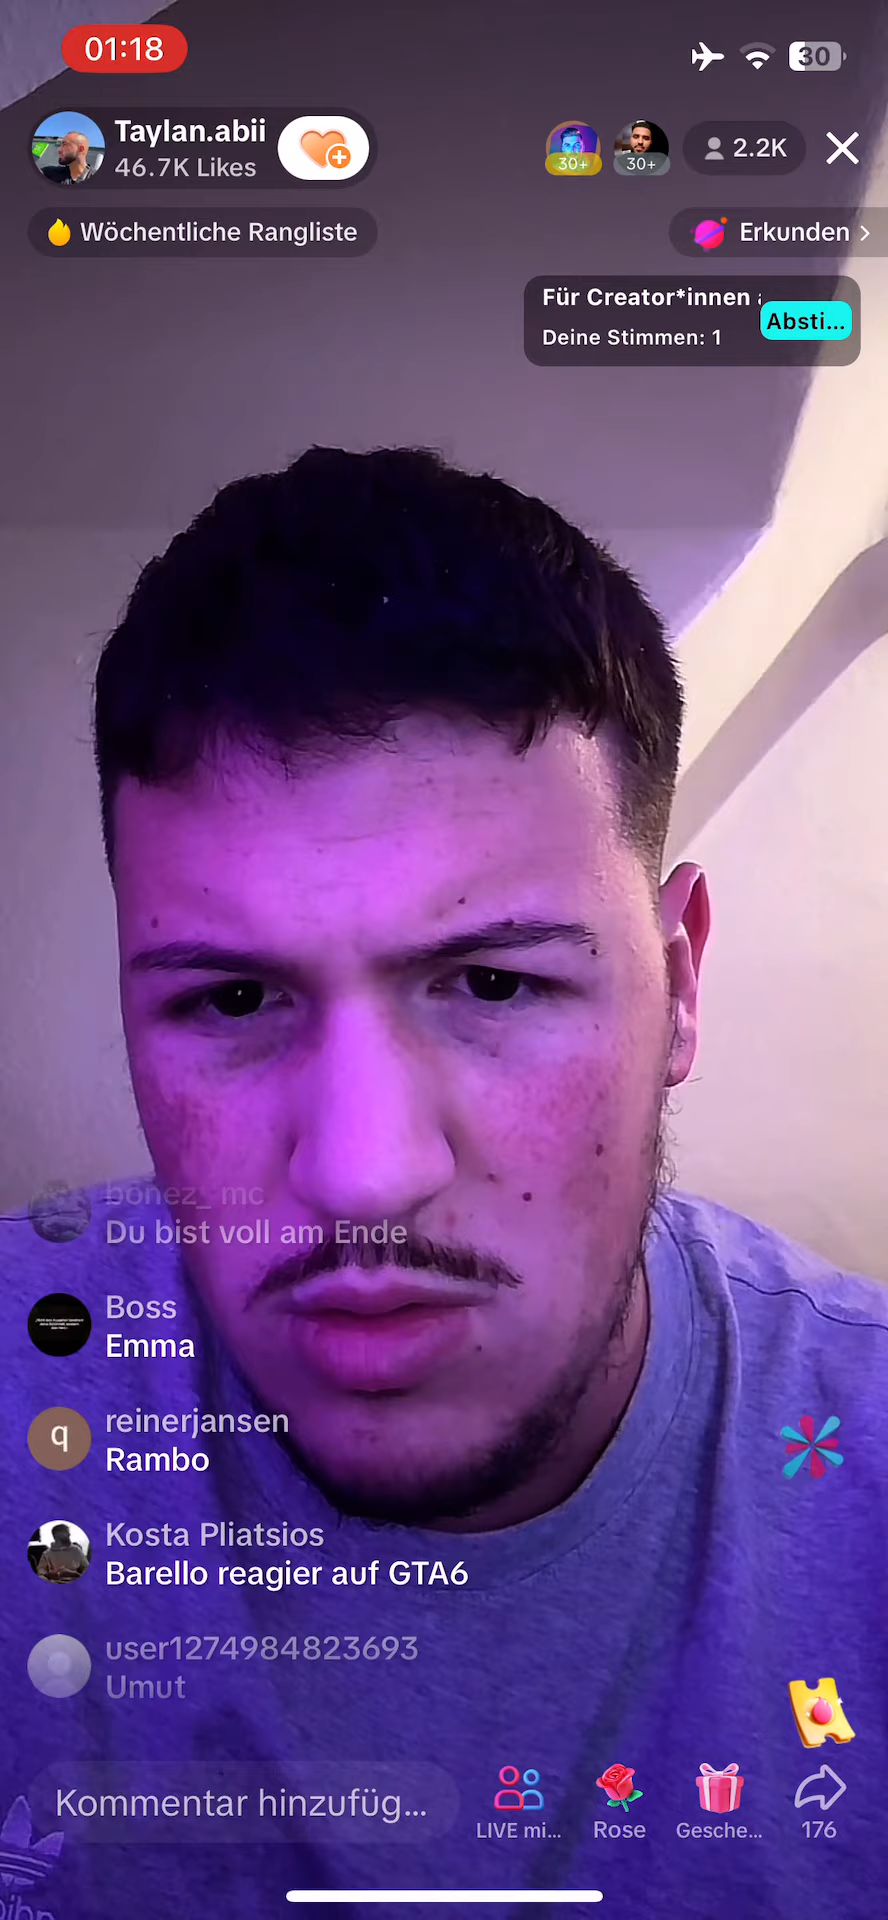 01:18
30
Taylan.abii
46.7K Likes
30+
30+
2.2K
Wöchentliche Rangliste
Erkunden >
Für Creator*innen
Absti...
Deine Stimmen: 1
bonez_mc
Du bist voll am Ende
Boss
Emma
q
reinerjansen
Rambo
Kosta Pliatsios
Barello reagier auf GTA6
user1274984823693
Umut
Kommentar hinzufüg...
LIVE mi...
Rose
Gesche...
176